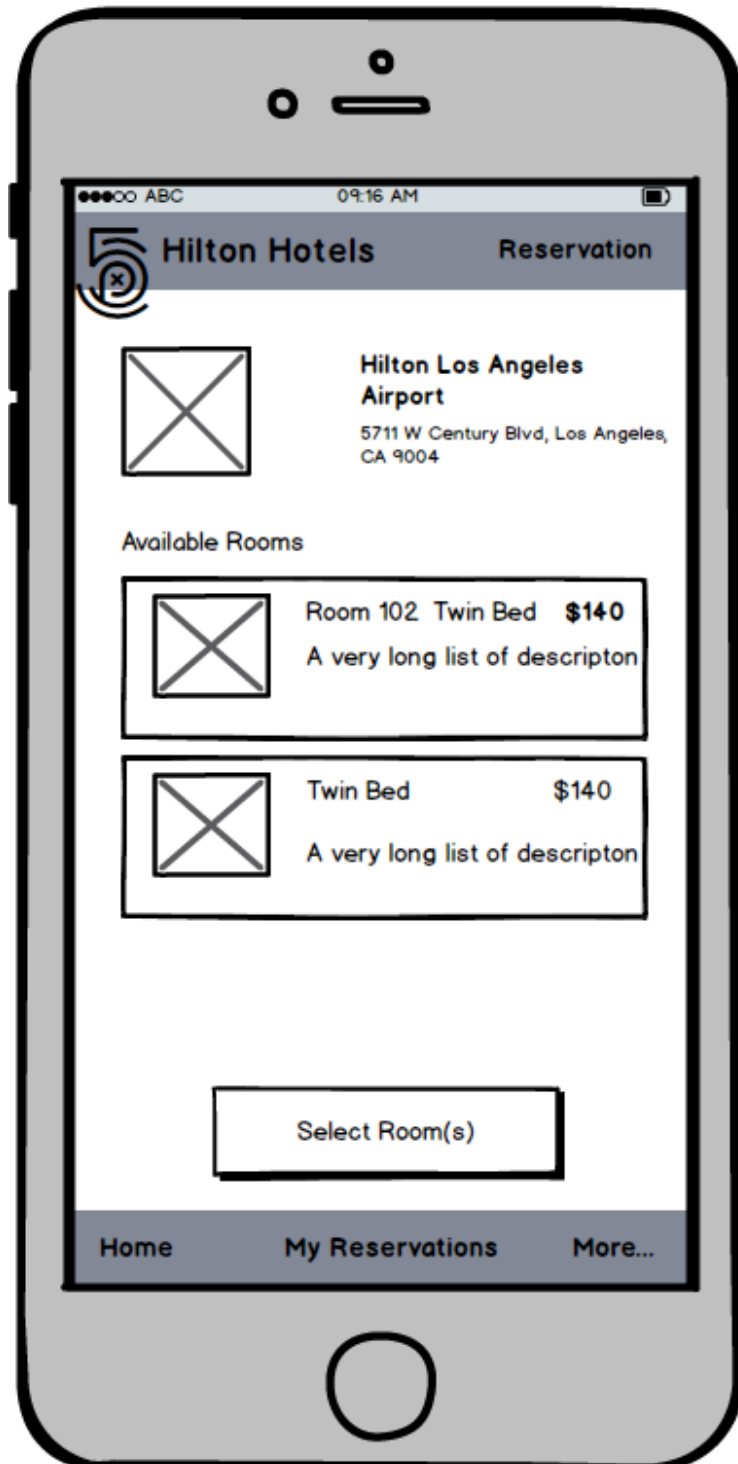 ABC 09:16 AM
Hilton Hotels Reservation
Hilton Los Angeles
Airport
5711 W Century Blvd, Los Angeles,
CA 9004
Available Rooms
Room 102 Twin Bed $140
A very long list of descripton
Twin Bed $140
A very long list of descripton
Select Room(s)
Home My Reservations More...